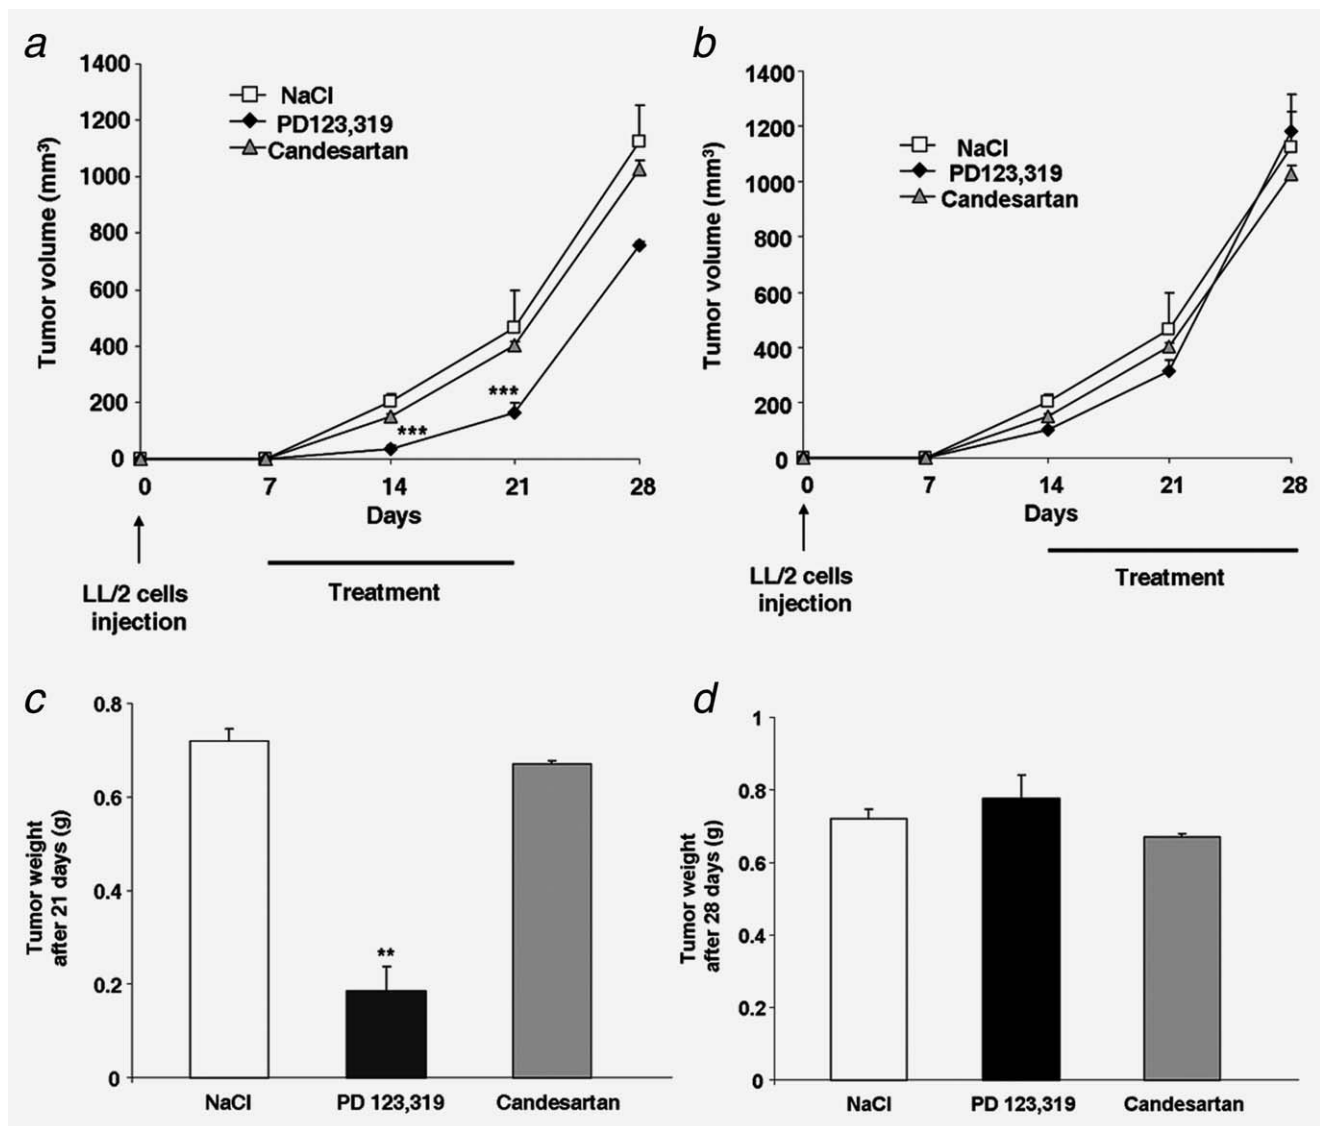 a
1400
1200
1000
800
600
400
200
0
Tumor volume (mm³)
NaCl
PD123,319
Candesartan
***
***
0 7 14 21 28
Days
LL/2 cells
injection
Treatment
b
1400
1200
1000
800
600
400
200
0
Tumor volume (mm³)
NaCl
PD123,319
Candesartan
0 7 14 21 28
Days
LL/2 cells
injection
Treatment
c
0.8
0.6
0.4
0.2
0
Tumor weight
after 21 days (g)
**
NaCl PD 123,319 Candesartan
d
1
0.8
0.6
0.4
0.2
0
Tumor weight
after 28 days (g)
NaCl PD 123,319 Candesartan